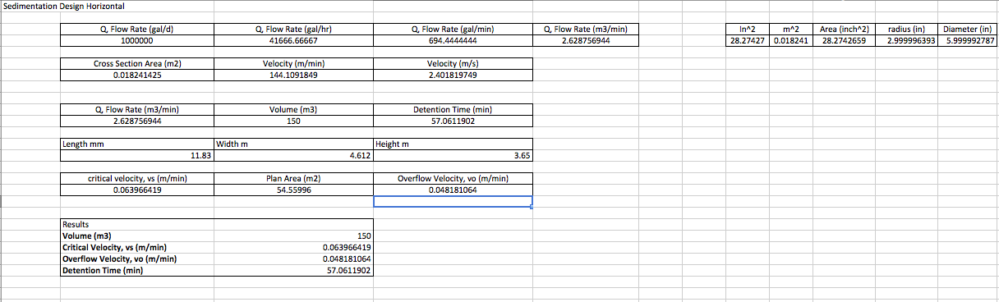 Sedimentation Design Horizontal
Q, Flow Rate (gal/d) Q, Flow Rate (gal/hr) Q, Flow Rate (gal/min) Q, Flow Rate (m3/min) In^2 m^2 Area (inch^2) radius (in) Diameter (in)
1000000 41666.66667 694.4444444 2.628756944 28.27427 0.018241 28.2742659 2.999996393 5.999992787
Cross Section Area (m2) Velocity (m/min) Velocity (m/s)
0.018241425 144.1091849 2.401819749
Q, Flow Rate (m3/min) Volume (m3) Detention Time (min)
2.628756944 150 57.0611902
Length mm Width m Height m
11.83 4.612 3.65
critical velocity, vs (m/min) Plan Area (m2) Overflow Velocity, vo (m/min)
0.063966419 54.55996 0.048181064
Results
Volume (m3) 150
Critical Velocity, vs (m/min) 0.063966419
Overflow Velocity, vo (m/min) 0.048181064
Detention Time (min) 57.0611902